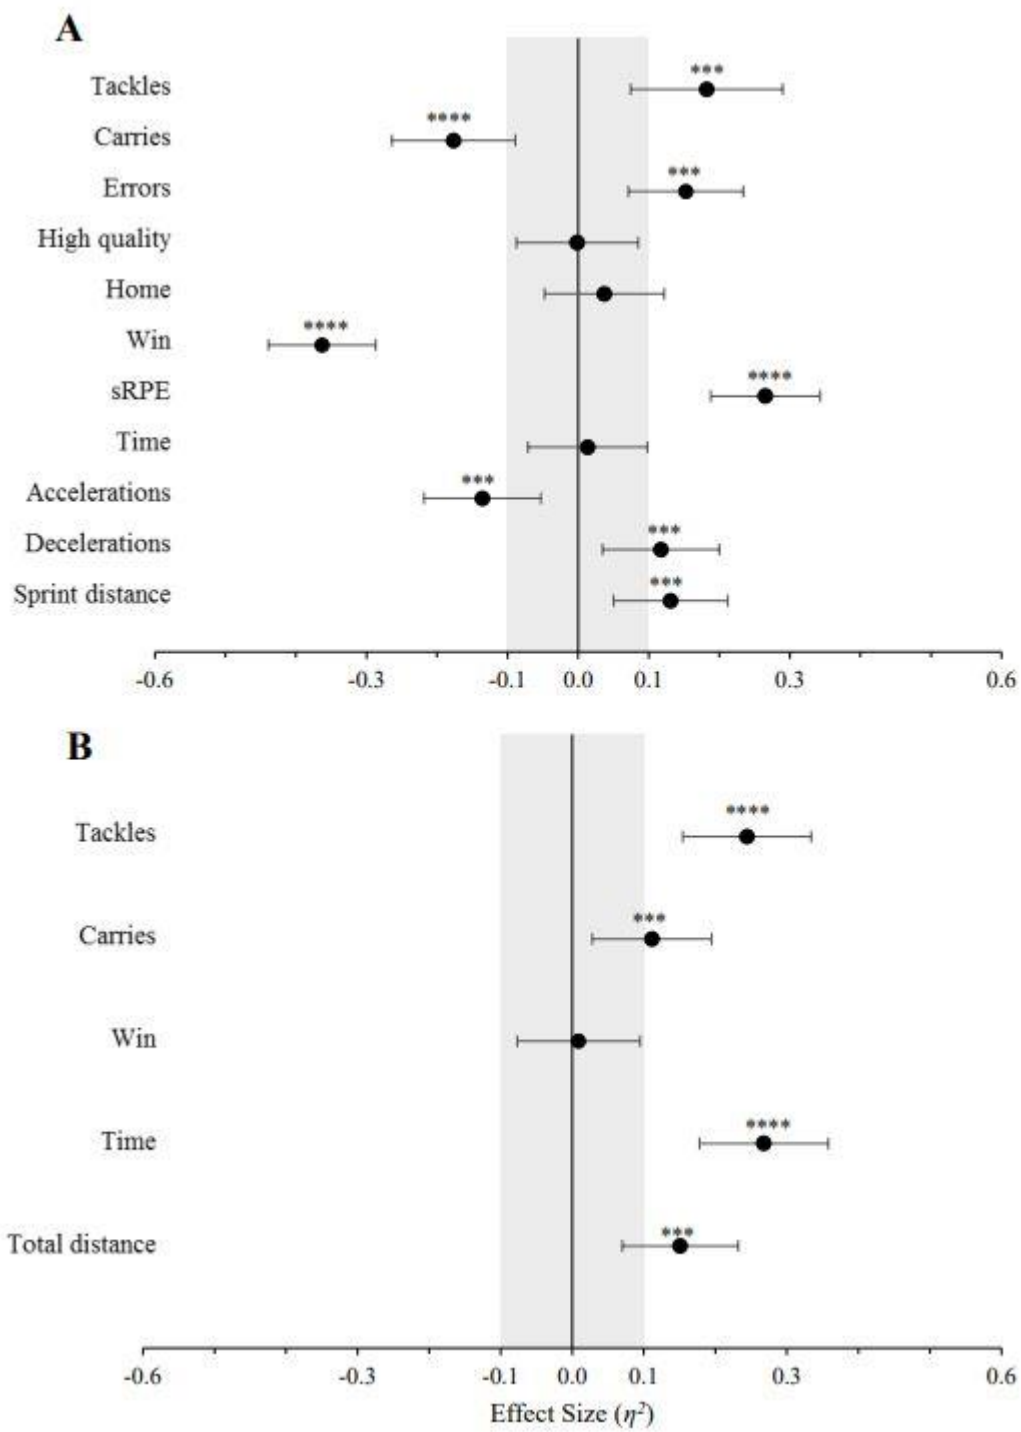 A
***
Tackles
****
Carries
***
Errors
High quality
Home
****
Win
****
sRPE
Time
***
Accelerations
***
Decelerations
***
Sprint distance
-0.6 -0.3 -0.1 0.0 0.1 0.3 0.6
B
****
Tackles
***
Carries
Win
****
Time
***
Total distance
-0.6 -0.3 -0.1 0.0 0.1 0.3 0.6
Effect Size (η²)